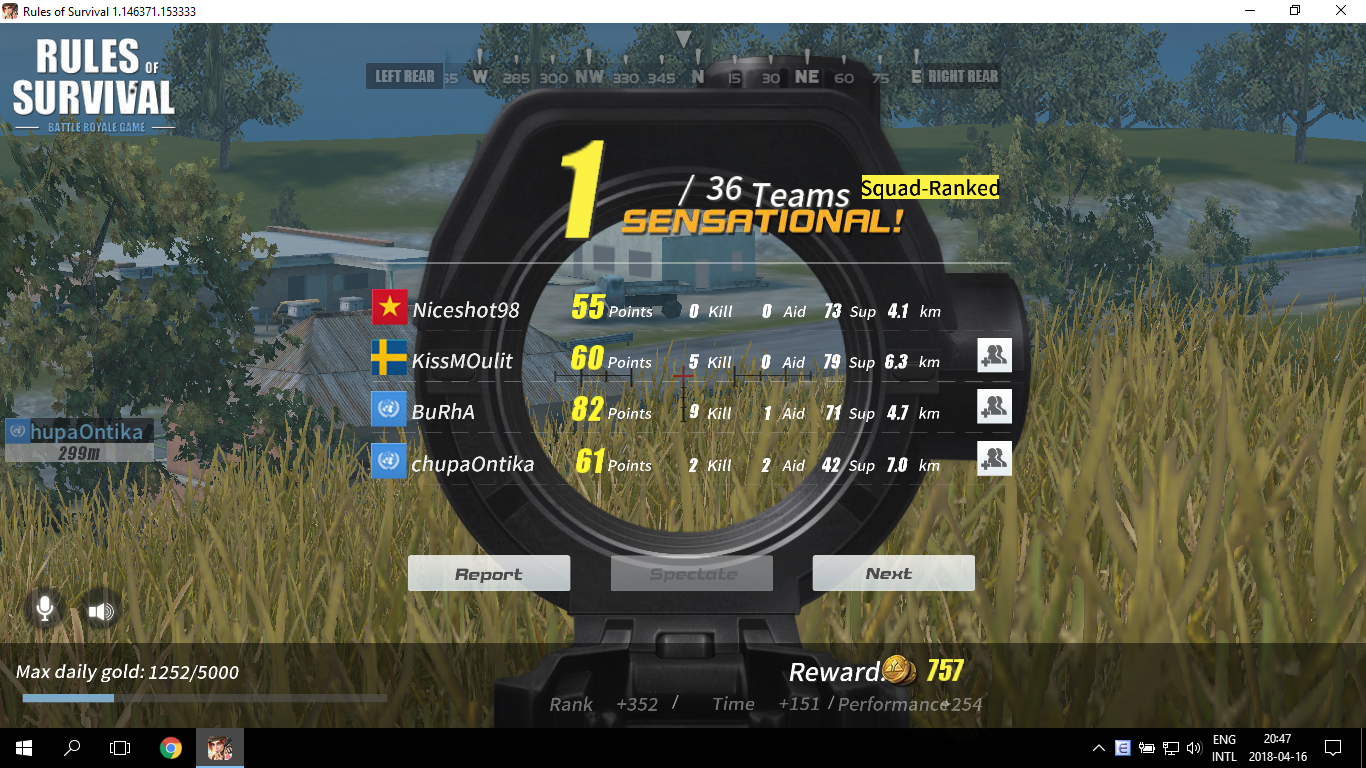 Rules of Survival 1.146371.153333
RULES OF
SURVIVAL
BATTLE ROYALE GAME
LEFT REAR W 285 300 NW 330 345 N 15 30 NE 60 75 E RIGHT REAR
1 / 36 Teams Squad-Ranked
SENSATIONAL!
Niceshot98 55 Points 0 Kill 0 Aid 73 Sup 4.1 km
KissMOulit 60 Points 5 Kill 0 Aid 79 Sup 6.3 km
BuRhA 82 Points 9 Kill 1 Aid 71 Sup 4.7 km
hupaOntika
299m
chupaOntika 61 Points 2 Kill 2 Aid 42 Sup 7.0 km
Report Spectate Next
Max daily gold: 1252/5000
Reward: 757
Rank +352 / Time +151 / Performance+254
ENG 20:47
INTL 2018-04-16